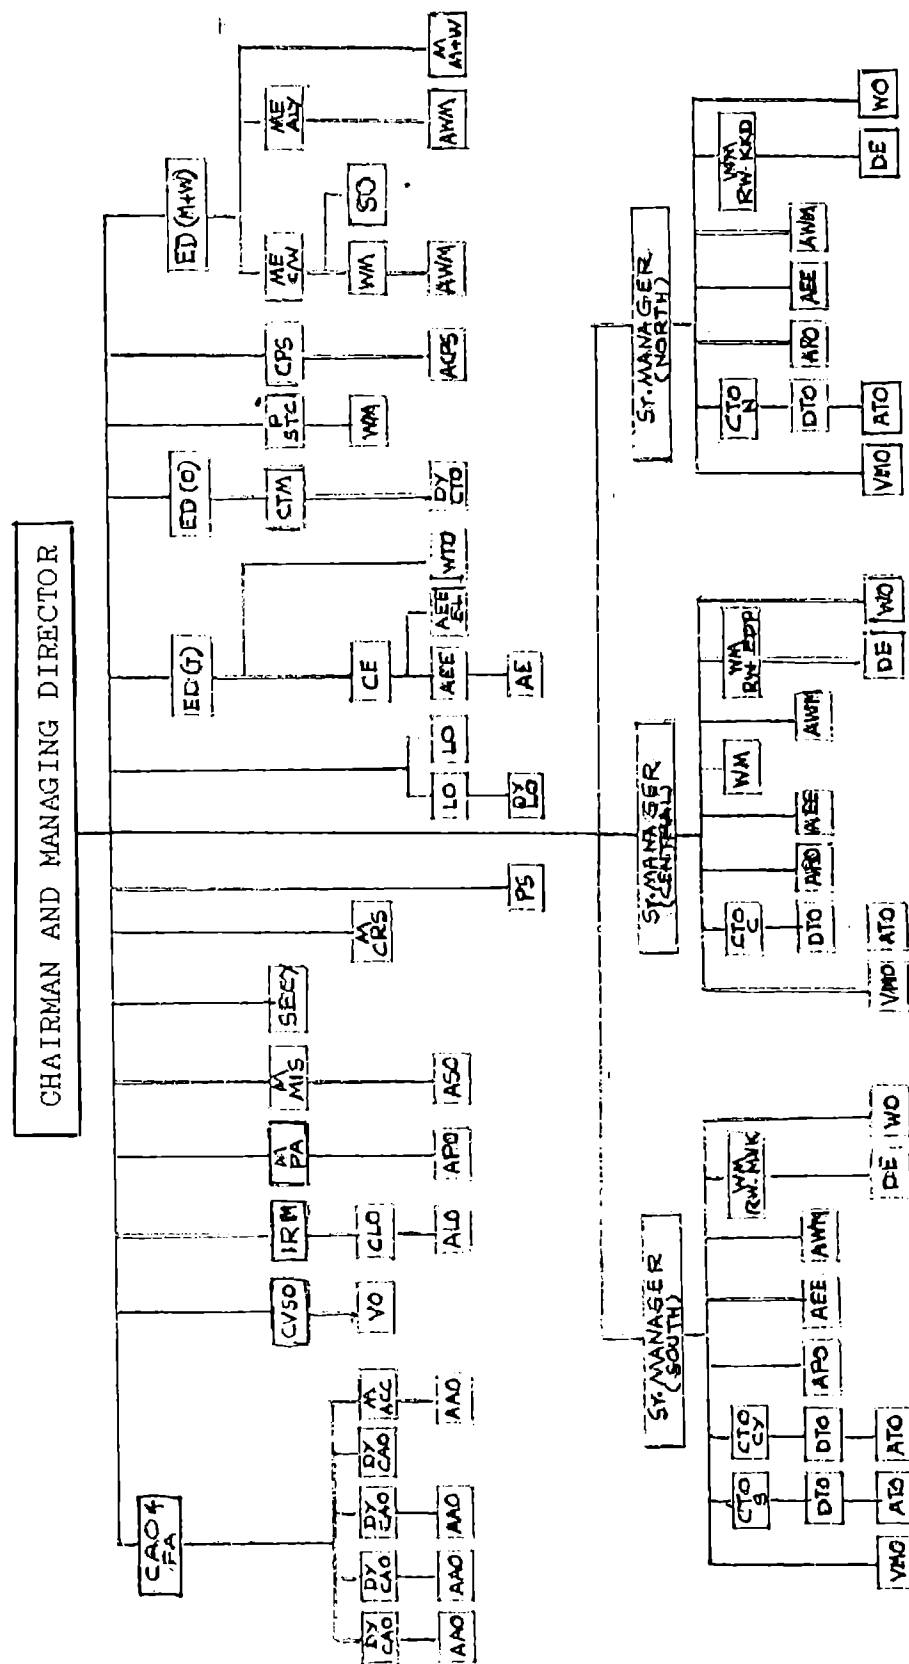 GHAIRMAN AND MANAGING DIRECTOR
CAO &
FA
ED(J)
ED(O)
ED(M+W)
CVSO
IRM
M
PA
M
MIS
SECY
CTM
P
STC
CPS
ME
C/W
ME
ALY
DY
CAO
DY
CAO
DY
CAO
DY
CAO
M
ACC
VO
CLO
M
CRS
CE
WM
WM
SO
AAO
AAO
AAO
AAO
ALO
APO
ASO
LO
LO
AEE
AEE
EL
WTO
DY
CTO
ACPS
AWM
AWM
M
M+W
PS
DY
LO
AE
SR. MANAGER
(SOUTH)
SR. MANAGER
(CENTRAL)
SR. MANAGER
(NORTH)
CTO
S
CTO
CY
WM
RW-MVK
CTO
C
WM
WM
RW-EDP
CTO
N
WM
RW-KKD
DTO
DTO
APO
AEE
AWM
DTO
APO
AEE
AWM
DTO
APO
AEE
AWM
VMO
ATO
ATO
DE
WO
VMO
ATO
DE
WO
VMO
ATO
DE
WO